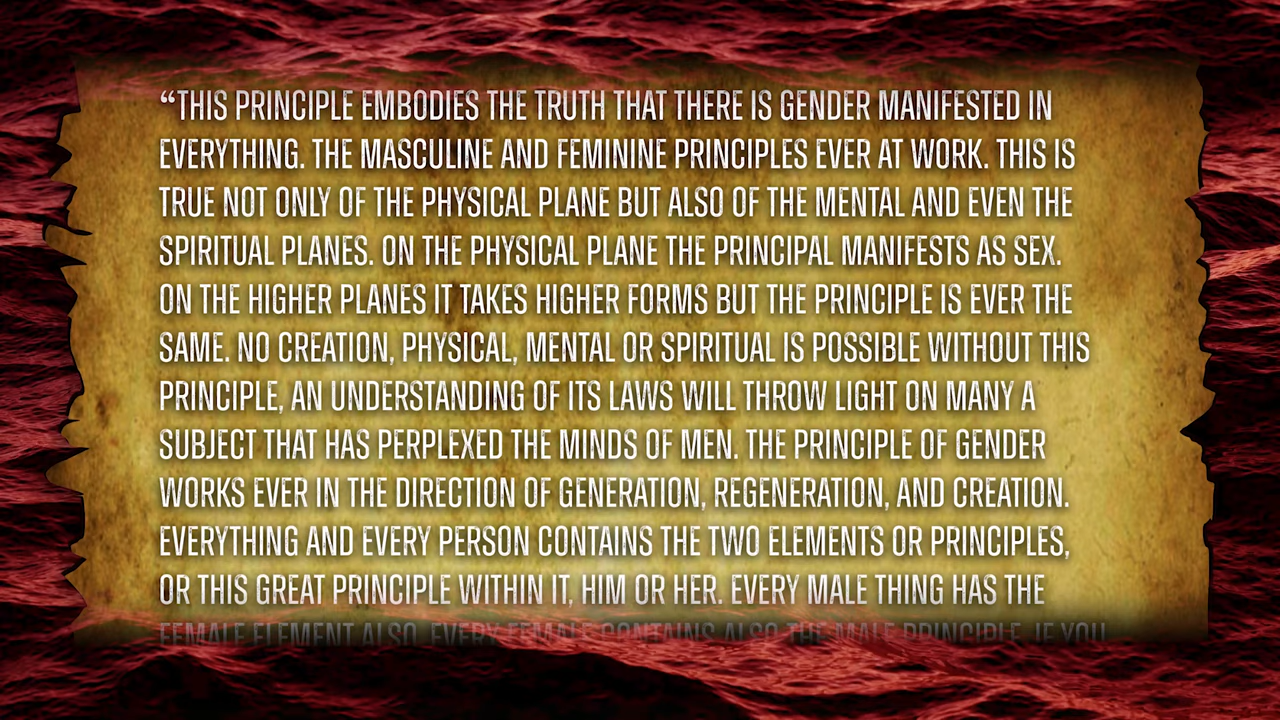 “THIS PRINCIPLE EMBODIES THE TRUTH THAT THERE IS GENDER MANIFESTED IN
EVERYTHING. THE MASCULINE AND FEMININE PRINCIPLES EVER AT WORK. THIS IS
TRUE NOT ONLY OF THE PHYSICAL PLANE BUT ALSO OF THE MENTAL AND EVEN THE
SPIRITUAL PLANES. ON THE PHYSICAL PLANE THE PRINCIPAL MANIFESTS AS SEX.
ON THE HIGHER PLANES IT TAKES HIGHER FORMS BUT THE PRINCIPLE IS EVER THE
SAME. NO CREATION, PHYSICAL, MENTAL OR SPIRITUAL IS POSSIBLE WITHOUT THIS
PRINCIPLE, AN UNDERSTANDING OF ITS LAWS WILL THROW LIGHT ON MANY A
SUBJECT THAT HAS PERPLEXED THE MINDS OF MEN. THE PRINCIPLE OF GENDER
WORKS EVER IN THE DIRECTION OF GENERATION, REGENERATION, AND CREATION.
EVERYTHING AND EVERY PERSON CONTAINS THE TWO ELEMENTS OR PRINCIPLES,
OR THIS GREAT PRINCIPLE WITHIN IT, HIM OR HER. EVERY MALE THING HAS THE
FEMALE ELEMENT ALSO. EVERY FEMALE CONTAINS ALSO THE MALE PRINCIPLE. IF YOU